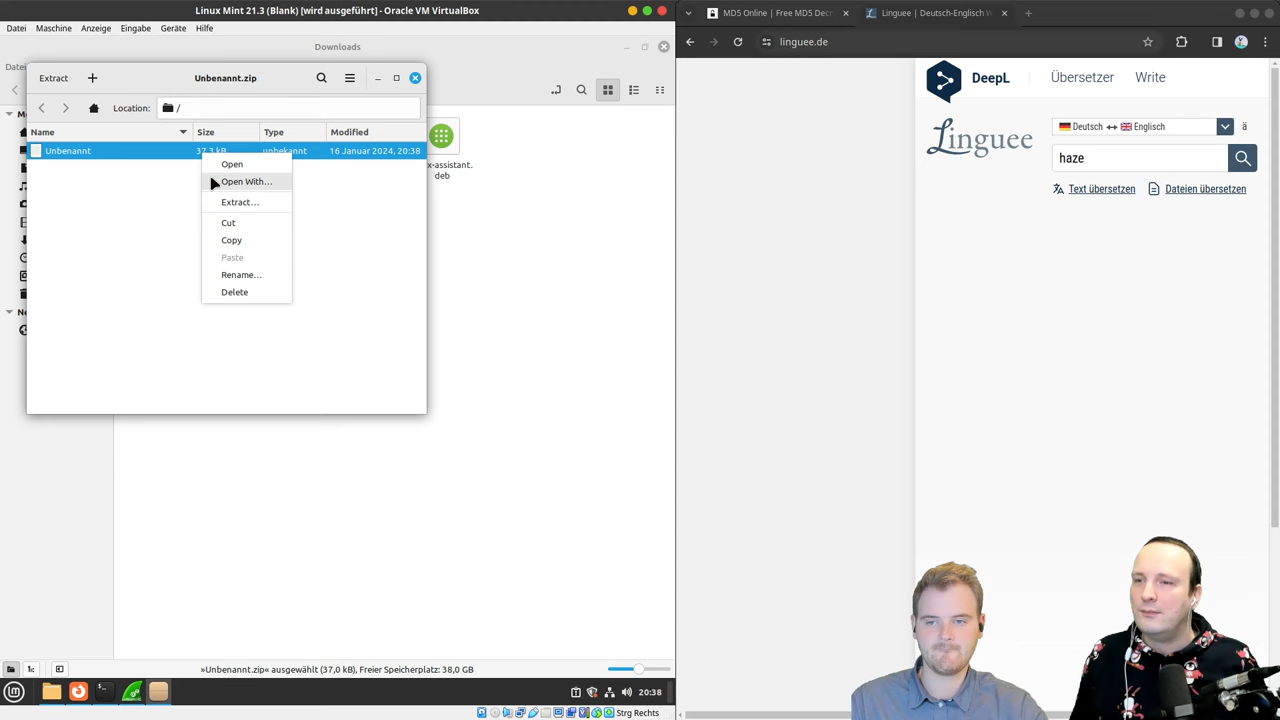 Linux Mint 21.3 (Blank) [wird ausgeführt] - Oracle VM VirtualBox
Datei Maschine Anzeige Eingabe Geräte Hilfe
Downloads
Extract
Unbenannt.zip
Location: /
Name Size Type Modified
Unbenannt 37,3 kB unbekannt 16 Januar 2024, 20:38
Open
Open With…
Extract…
Cut
Copy
Paste
Rename…
Delete
x-assistant.
deb
»Unbenannt.zip« ausgewählt (37,0 kB), Freier Speicherplatz: 38,0 GB
20:38
Strg Rechts
MD5 Online | Free MD5 Decr
Linguee | Deutsch-Englisch W
linguee.de
DeepL Übersetzer Write
Linguee
Deutsch ↔ Englisch ä
haze
Text übersetzen Dateien übersetzen